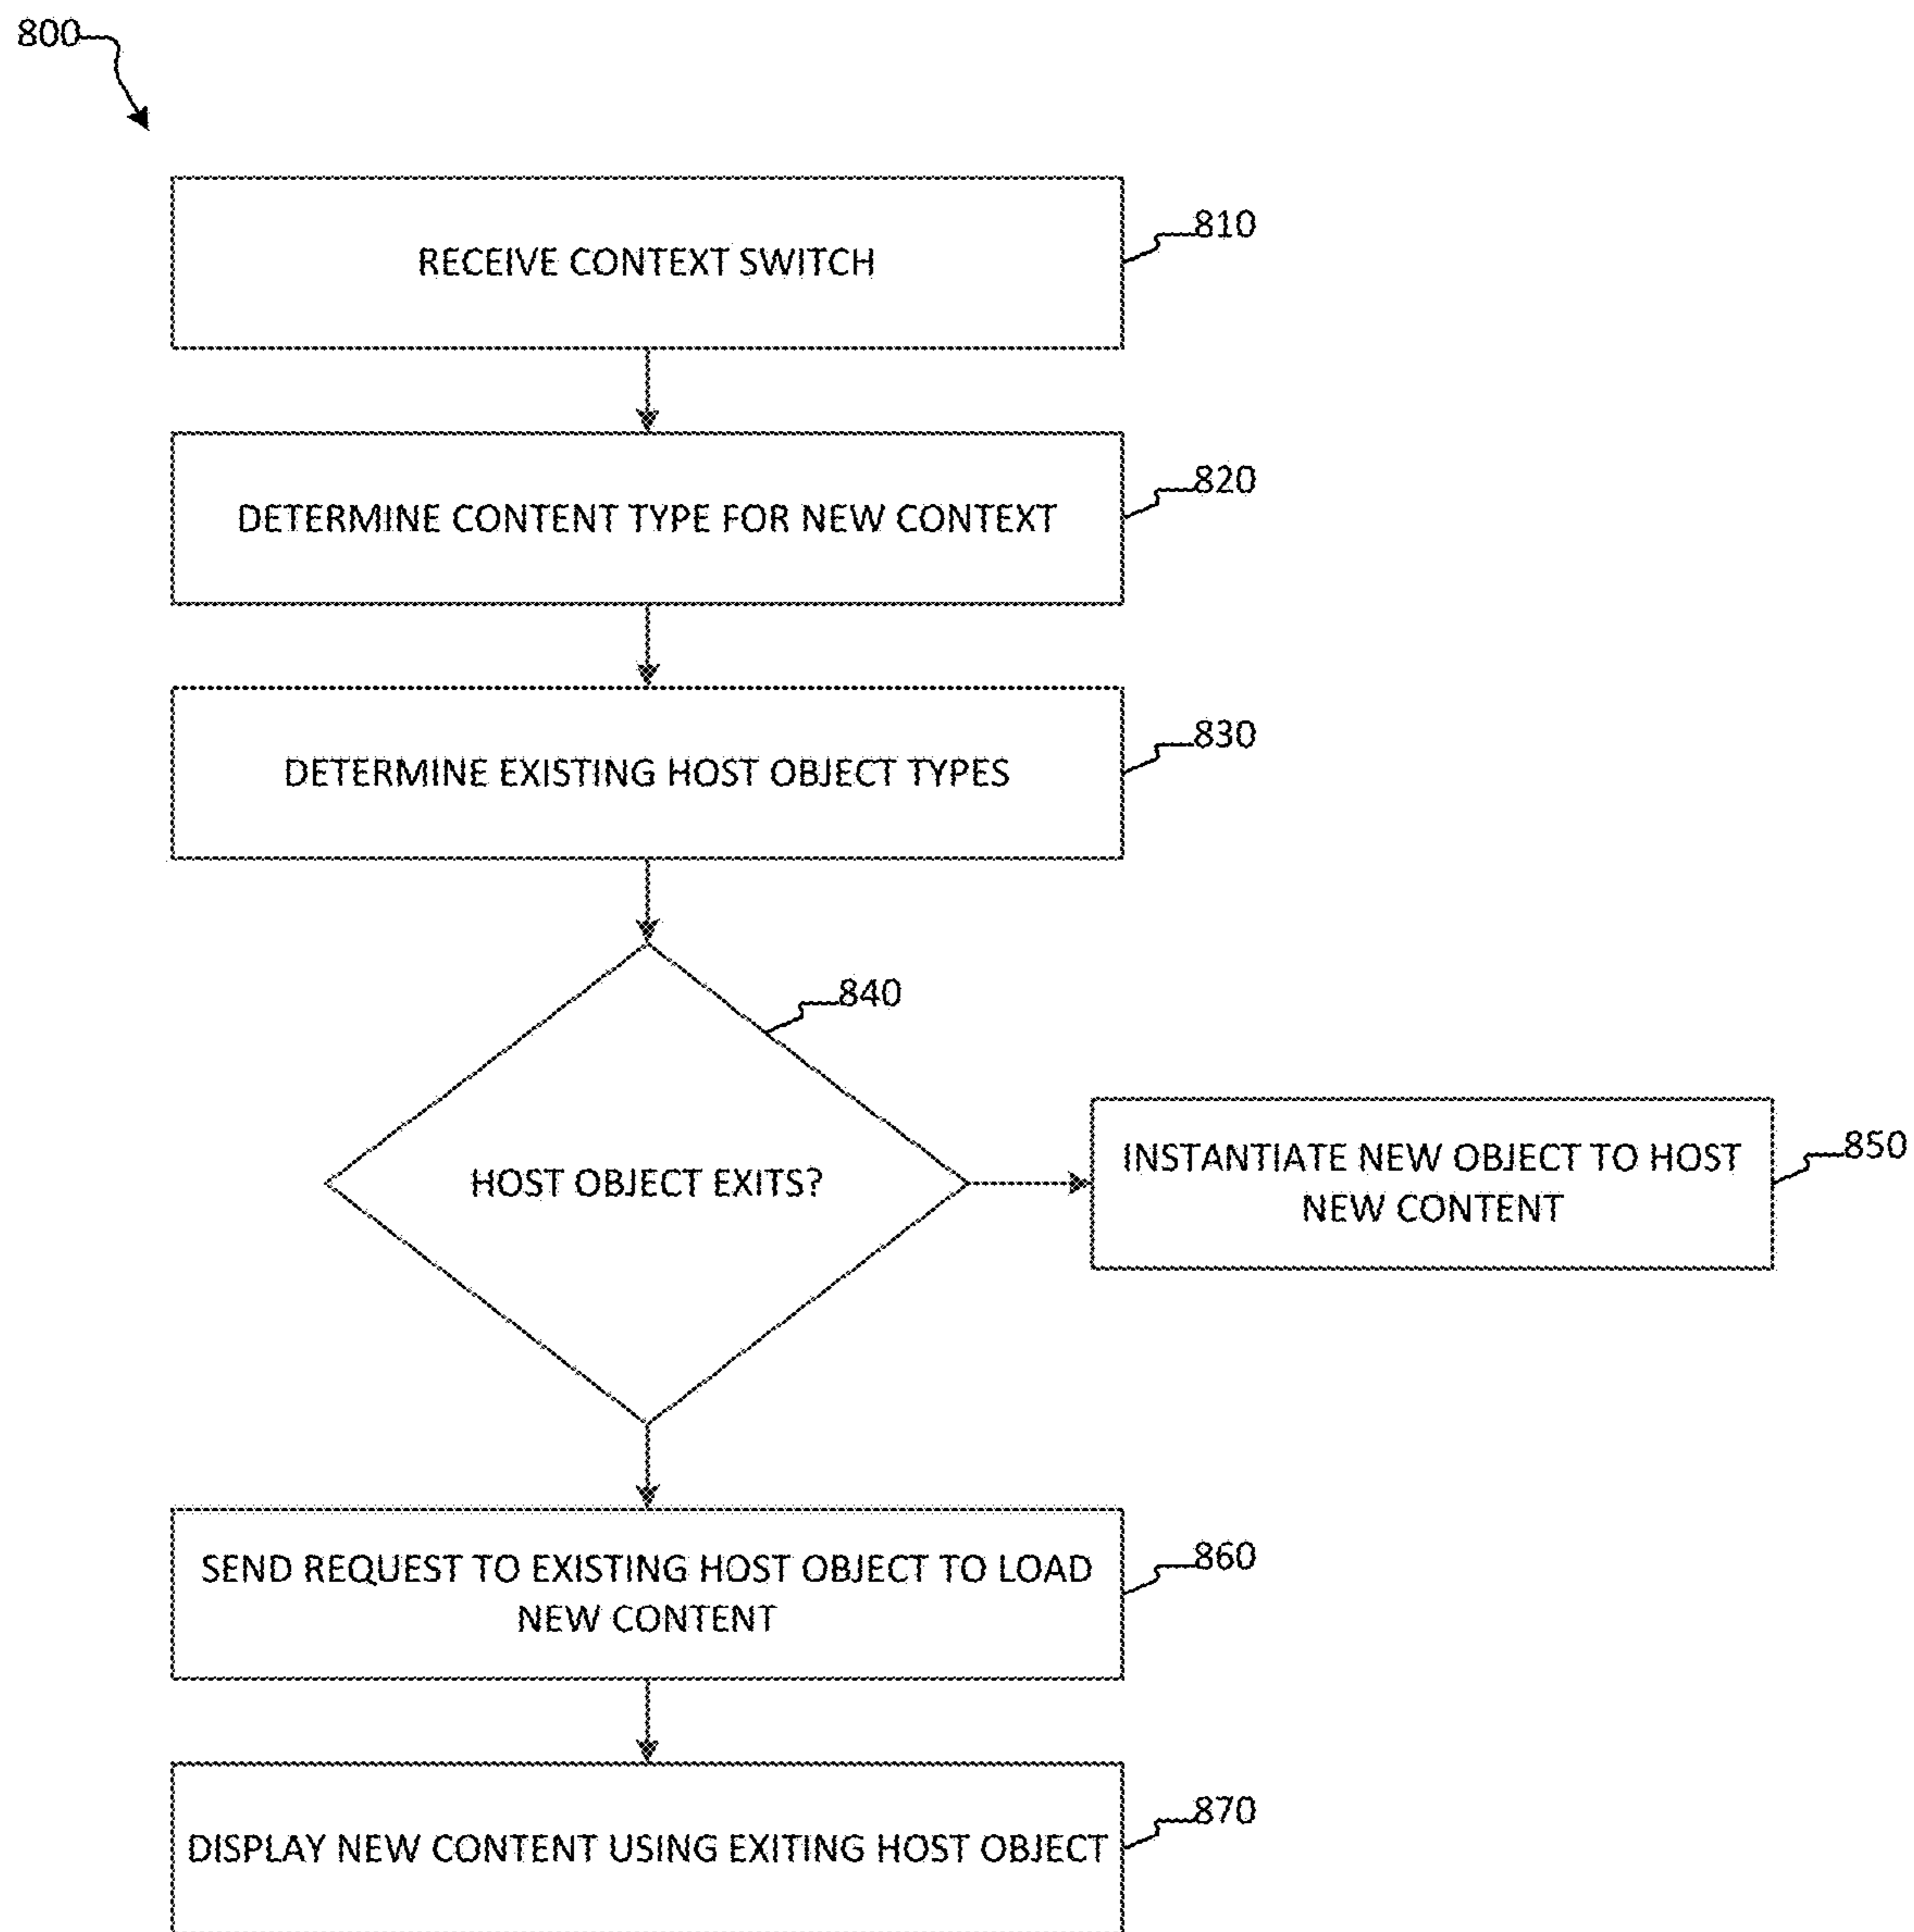 800
RECEIVE CONTEXT SWITCH
810
DETERMINE CONTENT TYPE FOR NEW CONTEXT
820
DETERMINE EXISTING HOST OBJECT TYPES
830
840
HOST OBJECT EXITS?
INSTANTIATE NEW OBJECT TO HOST
NEW CONTENT
850
SEND REQUEST TO EXISTING HOST OBJECT TO LOAD
NEW CONTENT
860
DISPLAY NEW CONTENT USING EXITING HOST OBJECT
870